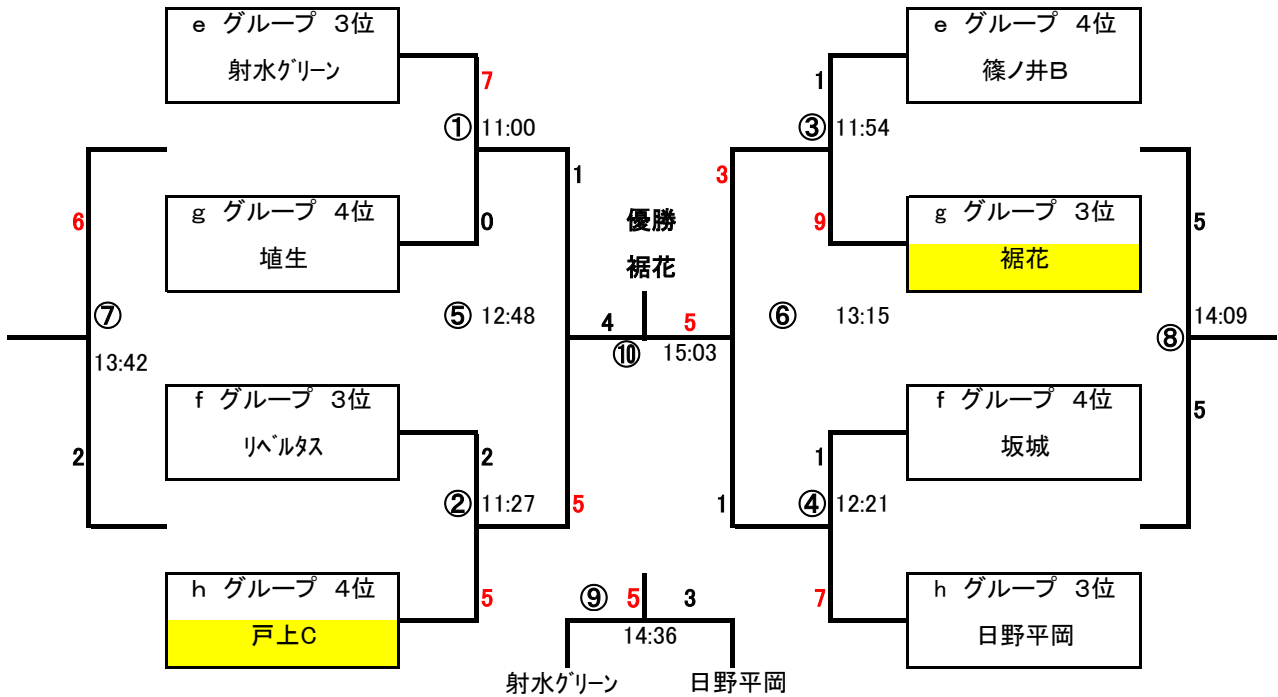 e グループ 3位
射水グリーン
7
① 11:00
g グループ 4位
埴生
0
6
⑦
13:42
2
f グループ 3位
リベルタス
2
② 11:27
h グループ 4位
戸上C
5
1
⑤ 12:48
5
優勝
裾花
4
5
⑩ 15:03
e グループ 4位
篠ノ井B
1
③ 11:54
g グループ 3位
裾花
9
3
⑥ 13:15
1
f グループ 4位
坂城
1
④ 12:21
h グループ 3位
日野平岡
7
5
14:09
⑧
5
⑨ 5 3
14:36
射水グリーン 日野平岡